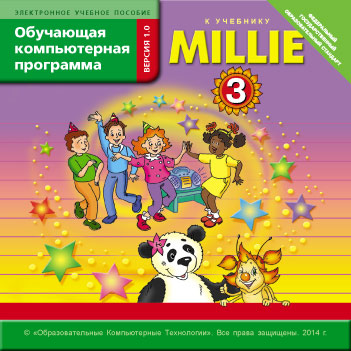 ЭЛЕКТРОННОЕ УЧЕБНОЕ ПОСОБИЕ
Обучающая
компьютерная
программа
ВЕРСИЯ 1.0
К УЧЕБНИКУ
MILLIE
3
ФЕДЕРАЛЬНЫЙ
ГОСУДАРСТВЕННЫЙ
ОБРАЗОВАТЕЛЬНЫЙ СТАНДАРТ
© «Образовательные Компьютерные Технологии». Все права защищены. 2014 г.